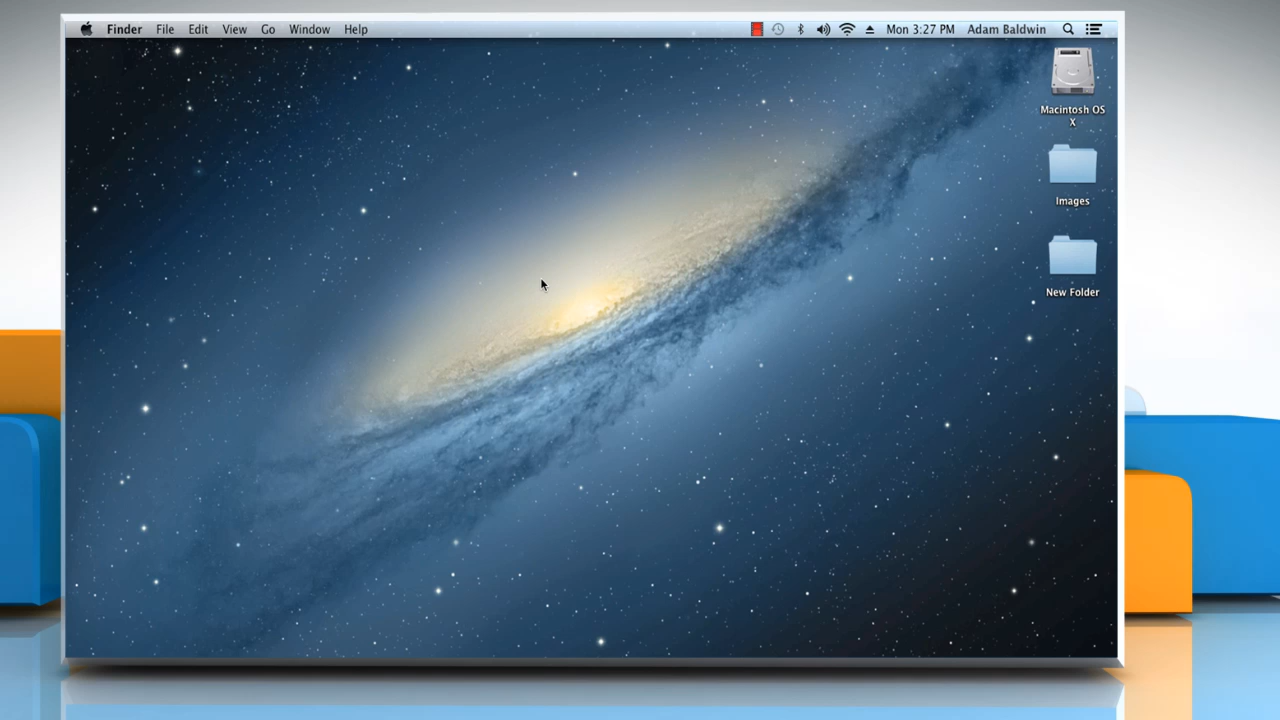 Finder File Edit View Go Window Help Mon 3:27 PM Adam Baldwin
Macintosh OS
X
Images
New Folder